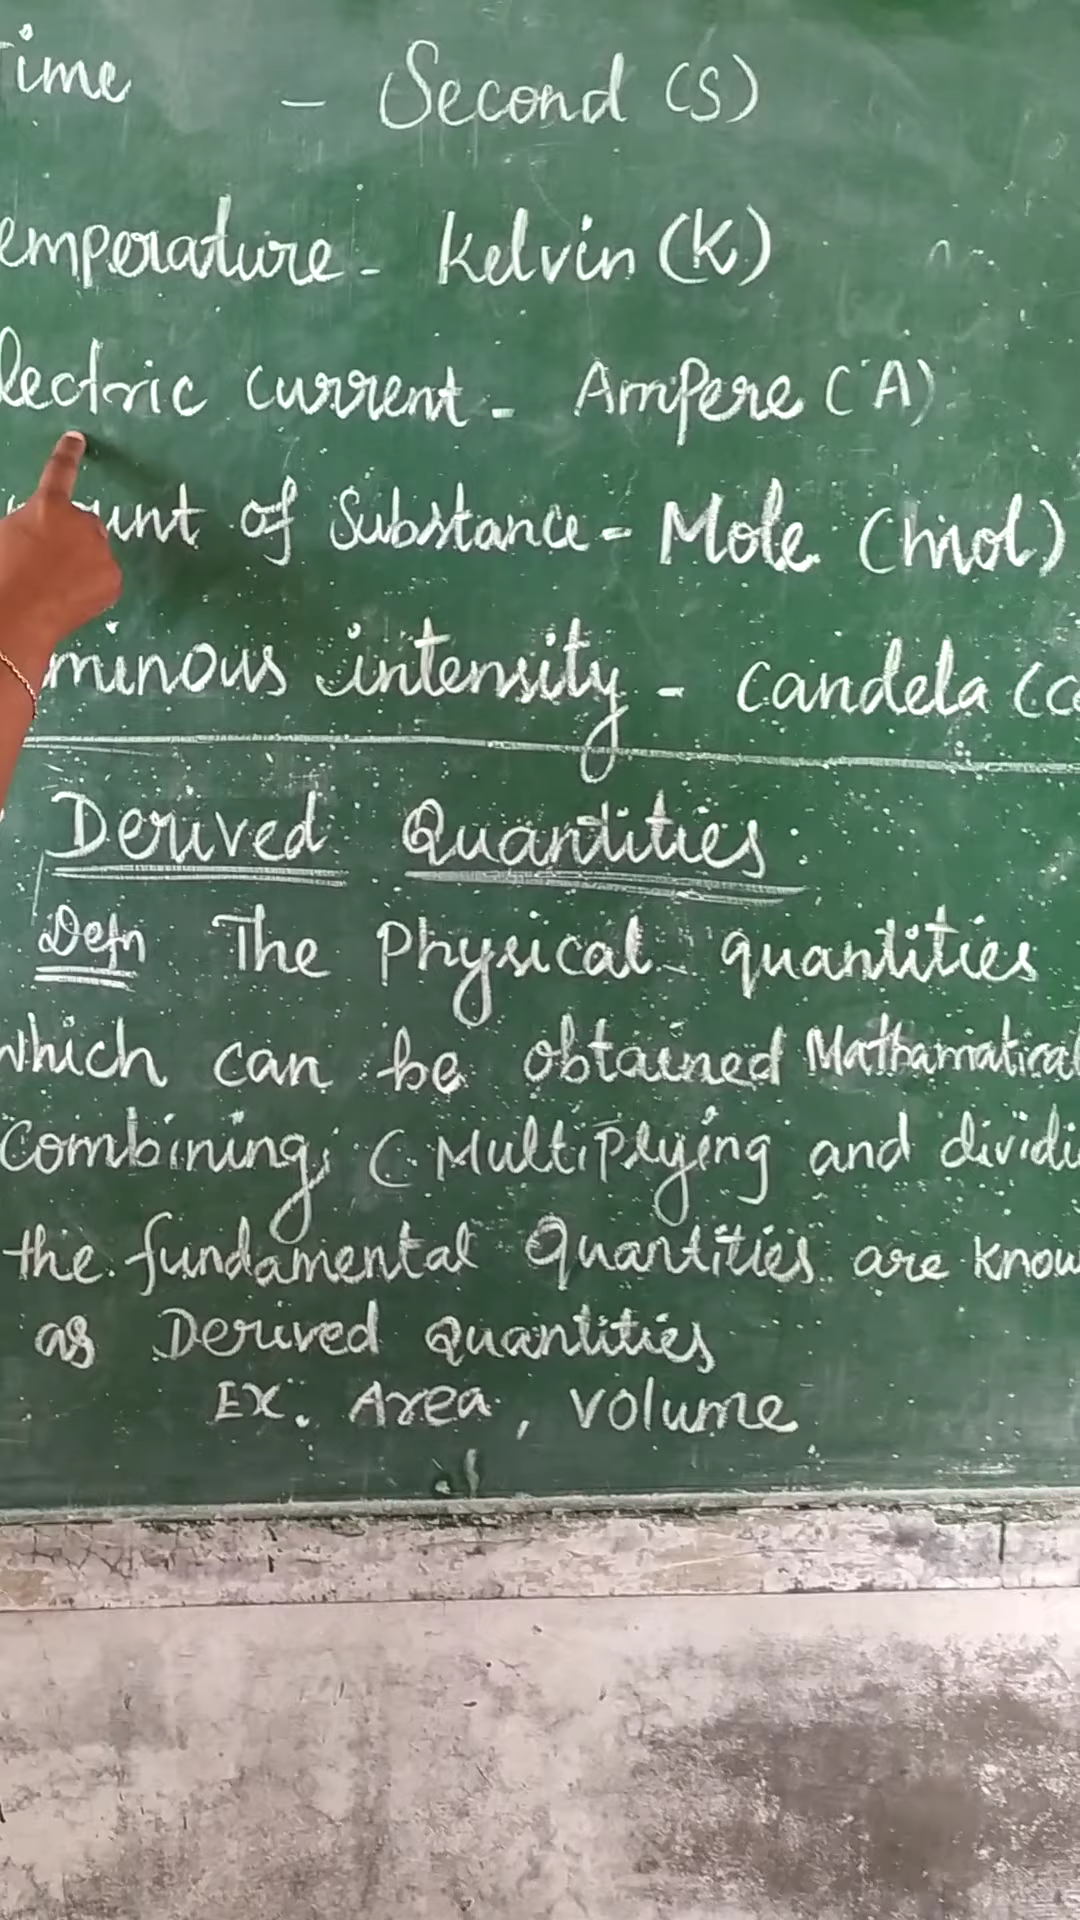 Time - Second (S)
emperature - Kelvin (K)
lectric current - Ampere (A)
unt of Substance - Mole (mol)
minous intensity - Candela (c
Derived Quantities
Defn The Physical quantities
which can be obtained Mathamatical
Combining (Multiplying and dividi
the fundamental Quantities are know
as Derived Quantities
EX. Area, Volume